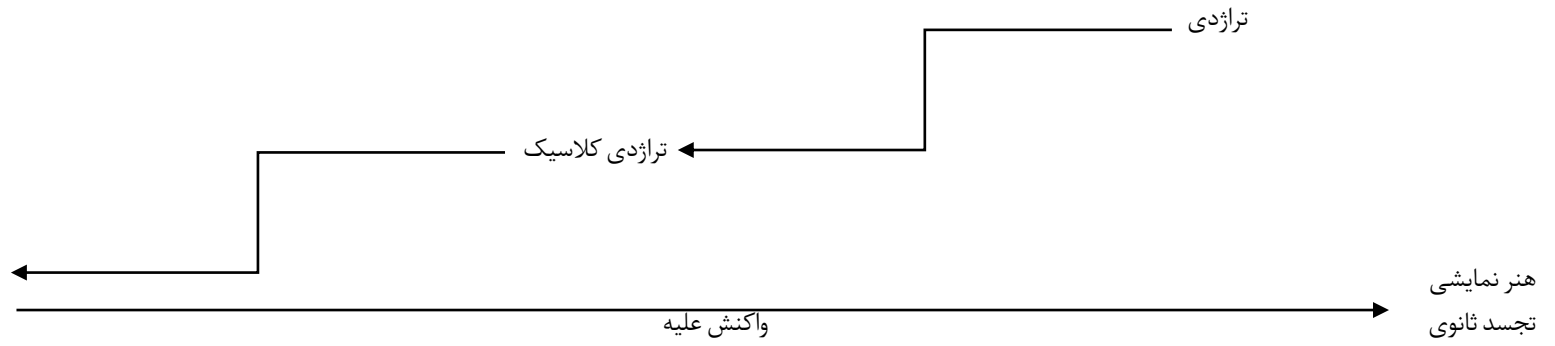 تراژدی
تراژدی کلاسیک
هنر نمایشی
تجسد ثانوی
واکنش علیه